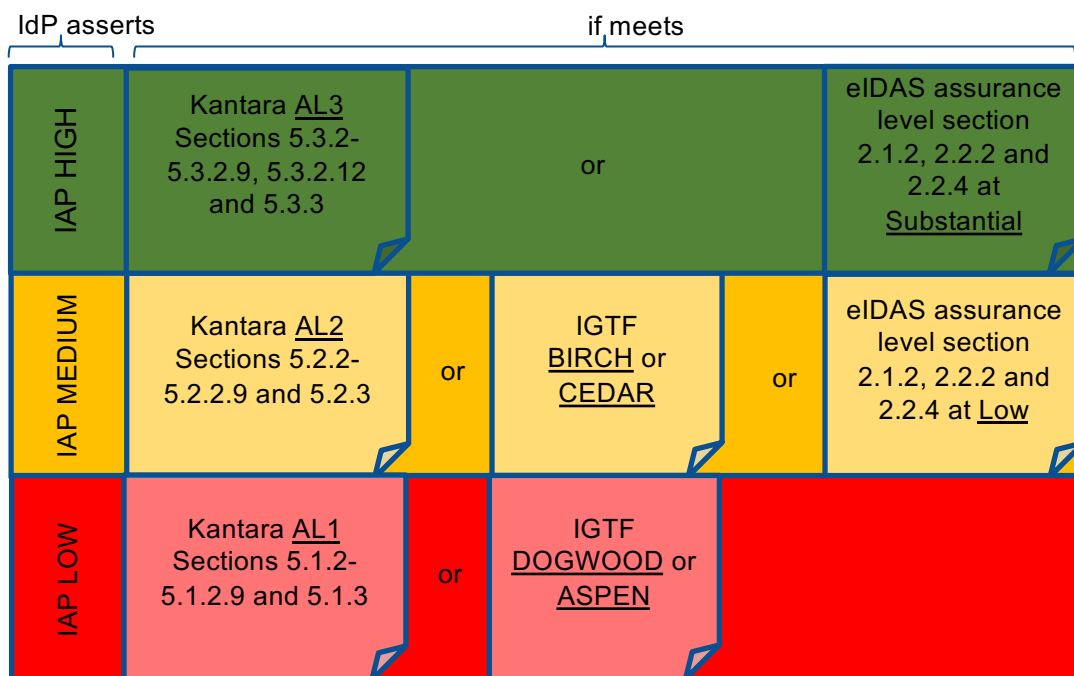 IdP asserts
if meets
IAP HIGH
Kantara AL3
Sections 5.3.2-
5.3.2.9, 5.3.2.12
and 5.3.3
or
eIDAS assurance
level section
2.1.2, 2.2.2 and
2.2.4 at
Substantial
IAP MEDIUM
Kantara AL2
Sections 5.2.2-
5.2.2.9 and 5.2.3
or
IGTF
BIRCH or
CEDAR
or
eIDAS assurance
level section
2.1.2, 2.2.2 and
2.2.4 at Low
IAP LOW
Kantara AL1
Sections 5.1.2-
5.1.2.9 and 5.1.3
or
IGTF
DOGWOOD or
ASPEN